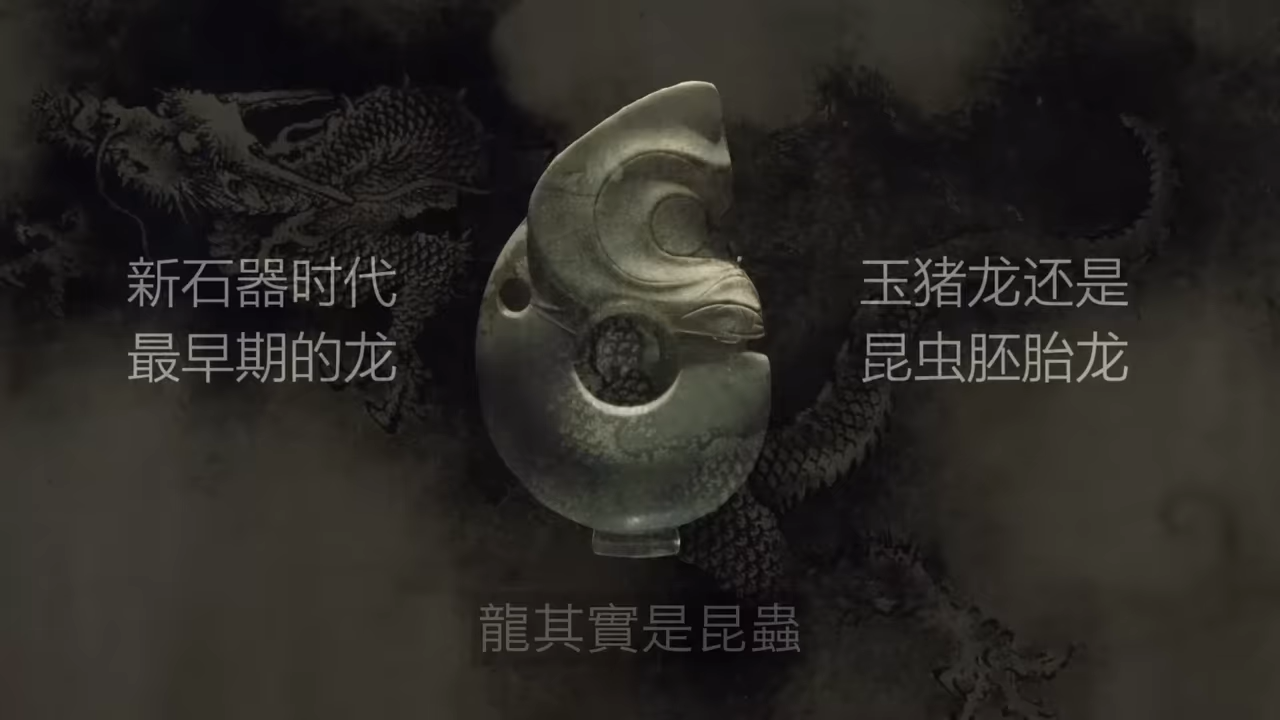 新石器时代
最早期的龙
玉猪龙还是
昆虫胚胎龙
龍其實是昆蟲